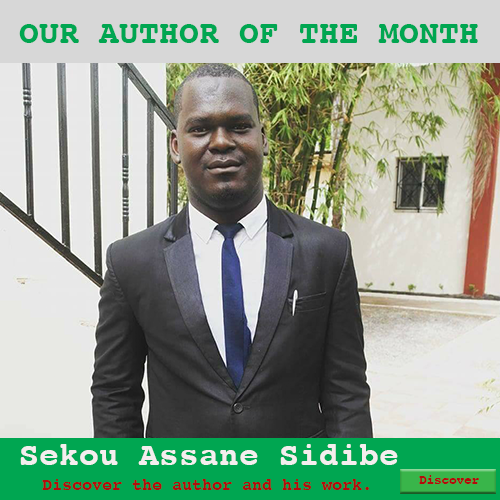 OUR AUTHOR OF THE MONTH
Sekou Assane Sidibe
Discover the author and his work.
Discover